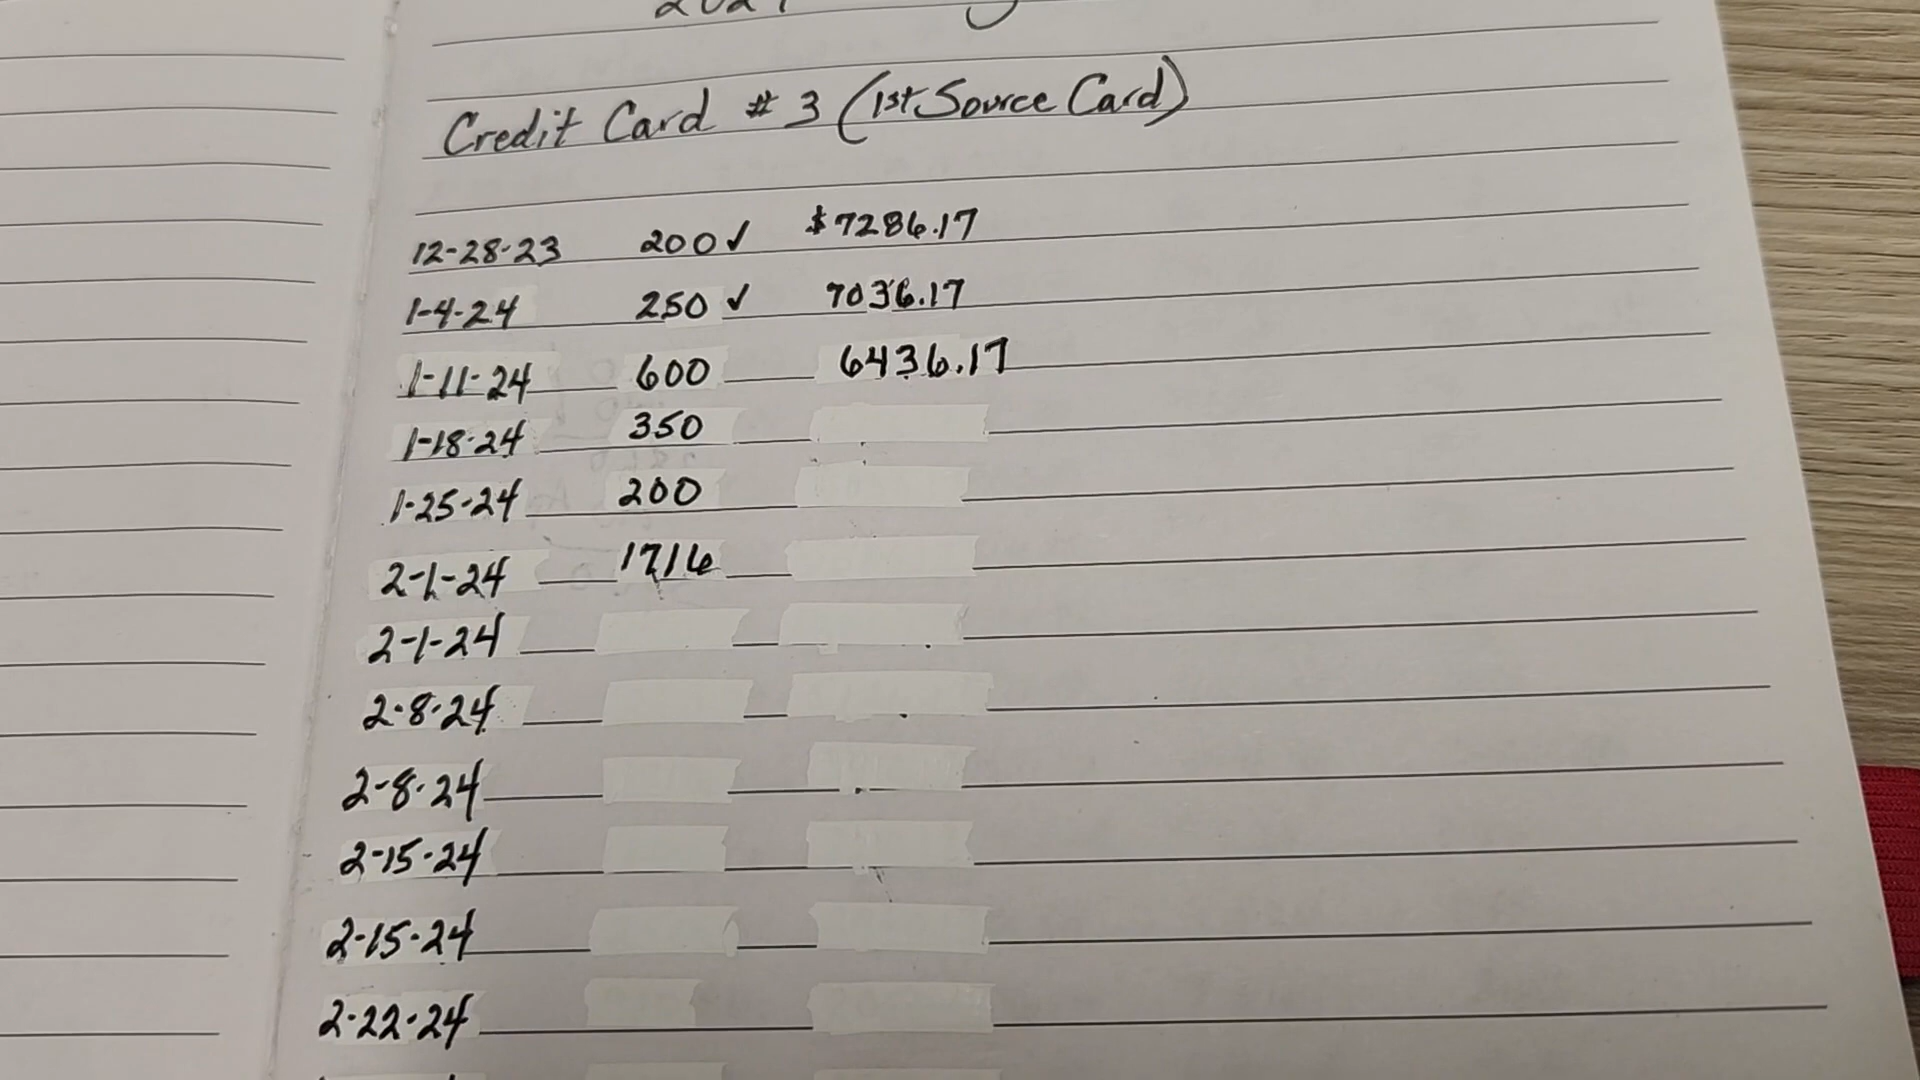 Credit Card # 3 (1st Source Card)
12-28-23 200✓ $7286.17
1-4-24 250 ✓ 7036.17
1-11-24 600 6436.17
1-18-24 350
1-25-24 200
2-1-24 1716
2-1-24
2-8-24
2-8-24
2-15-24
2-15-24
2-22-24